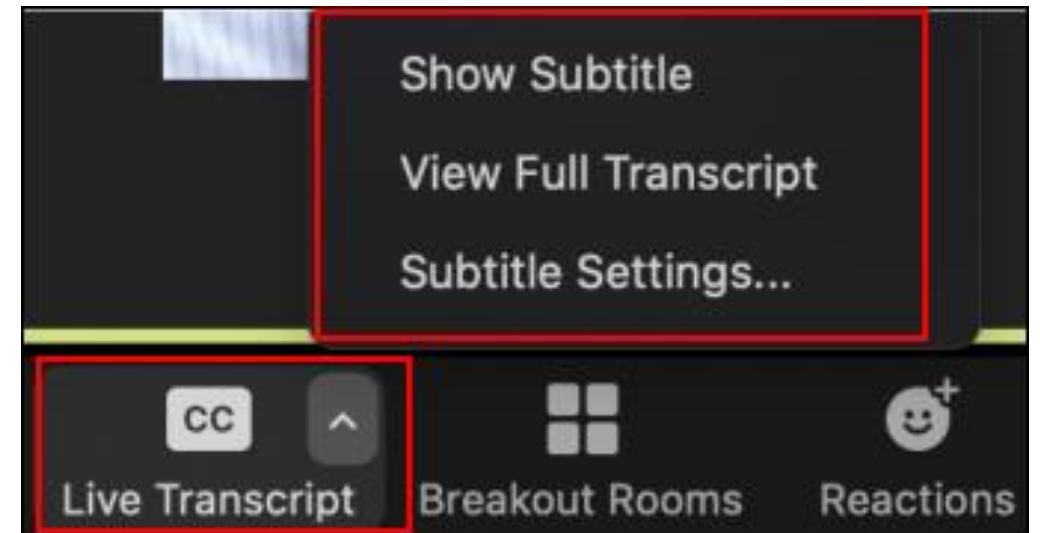 Show Subtitle
View Full Transcript
Subtitle Settings...
CC
Live Transcript
Breakout Rooms
Reactions